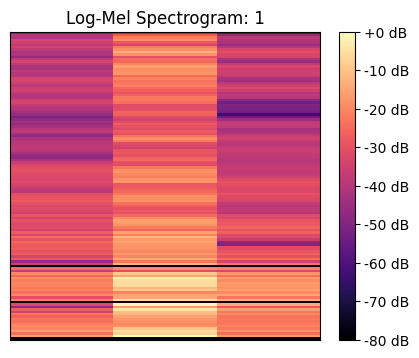 Log-Mel Spectrogram: 1
+0 dB
-10 dB
-20 dB
-30 dB
-40 dB
-50 dB
-60 dB
-70 dB
-80 dB